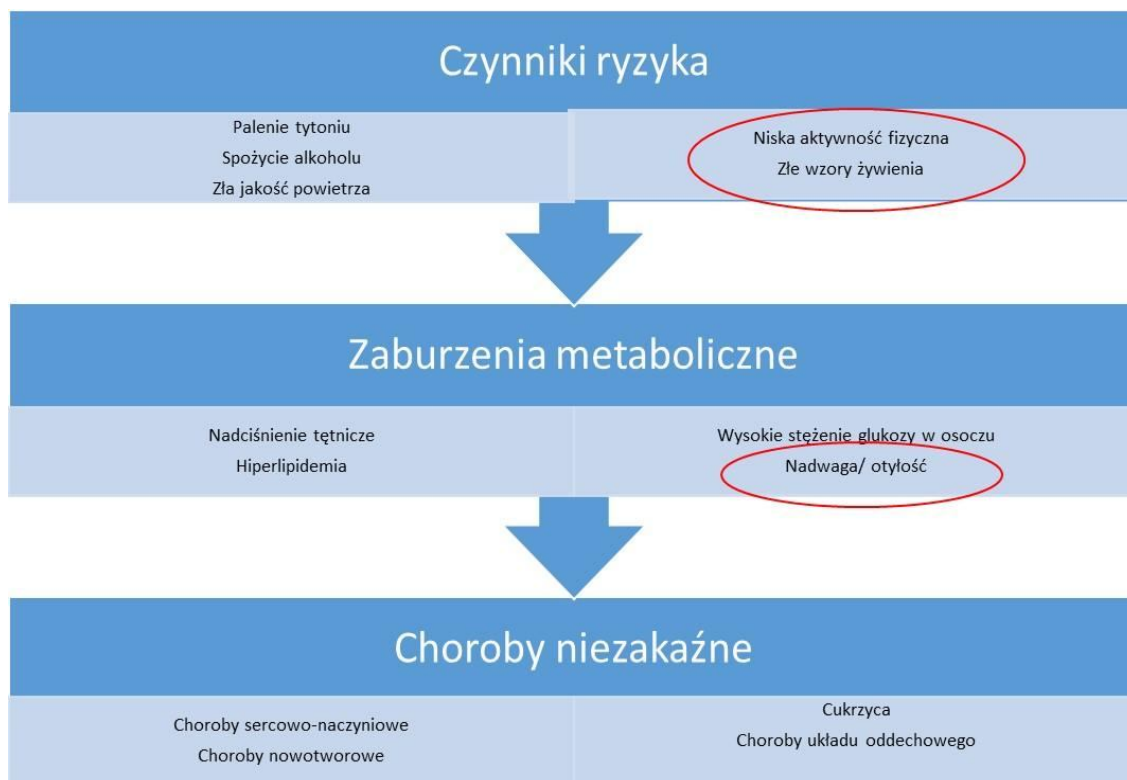 Czynniki ryzyka
Palenie tytoniu
Spożycie alkoholu
Zła jakość powietrza
Niska aktywność fizyczna
Złe wzory żywienia
Zaburzenia metaboliczne
Nadciśnienie tętnicze
Hiperlipidemia
Wysokie stężenie glukozy w osoczu
Nadwaga/ otyłość
Choroby niezakaźne
Choroby sercowo-naczyniowe
Choroby nowotworowe
Cukrzyca
Choroby układu oddechowego